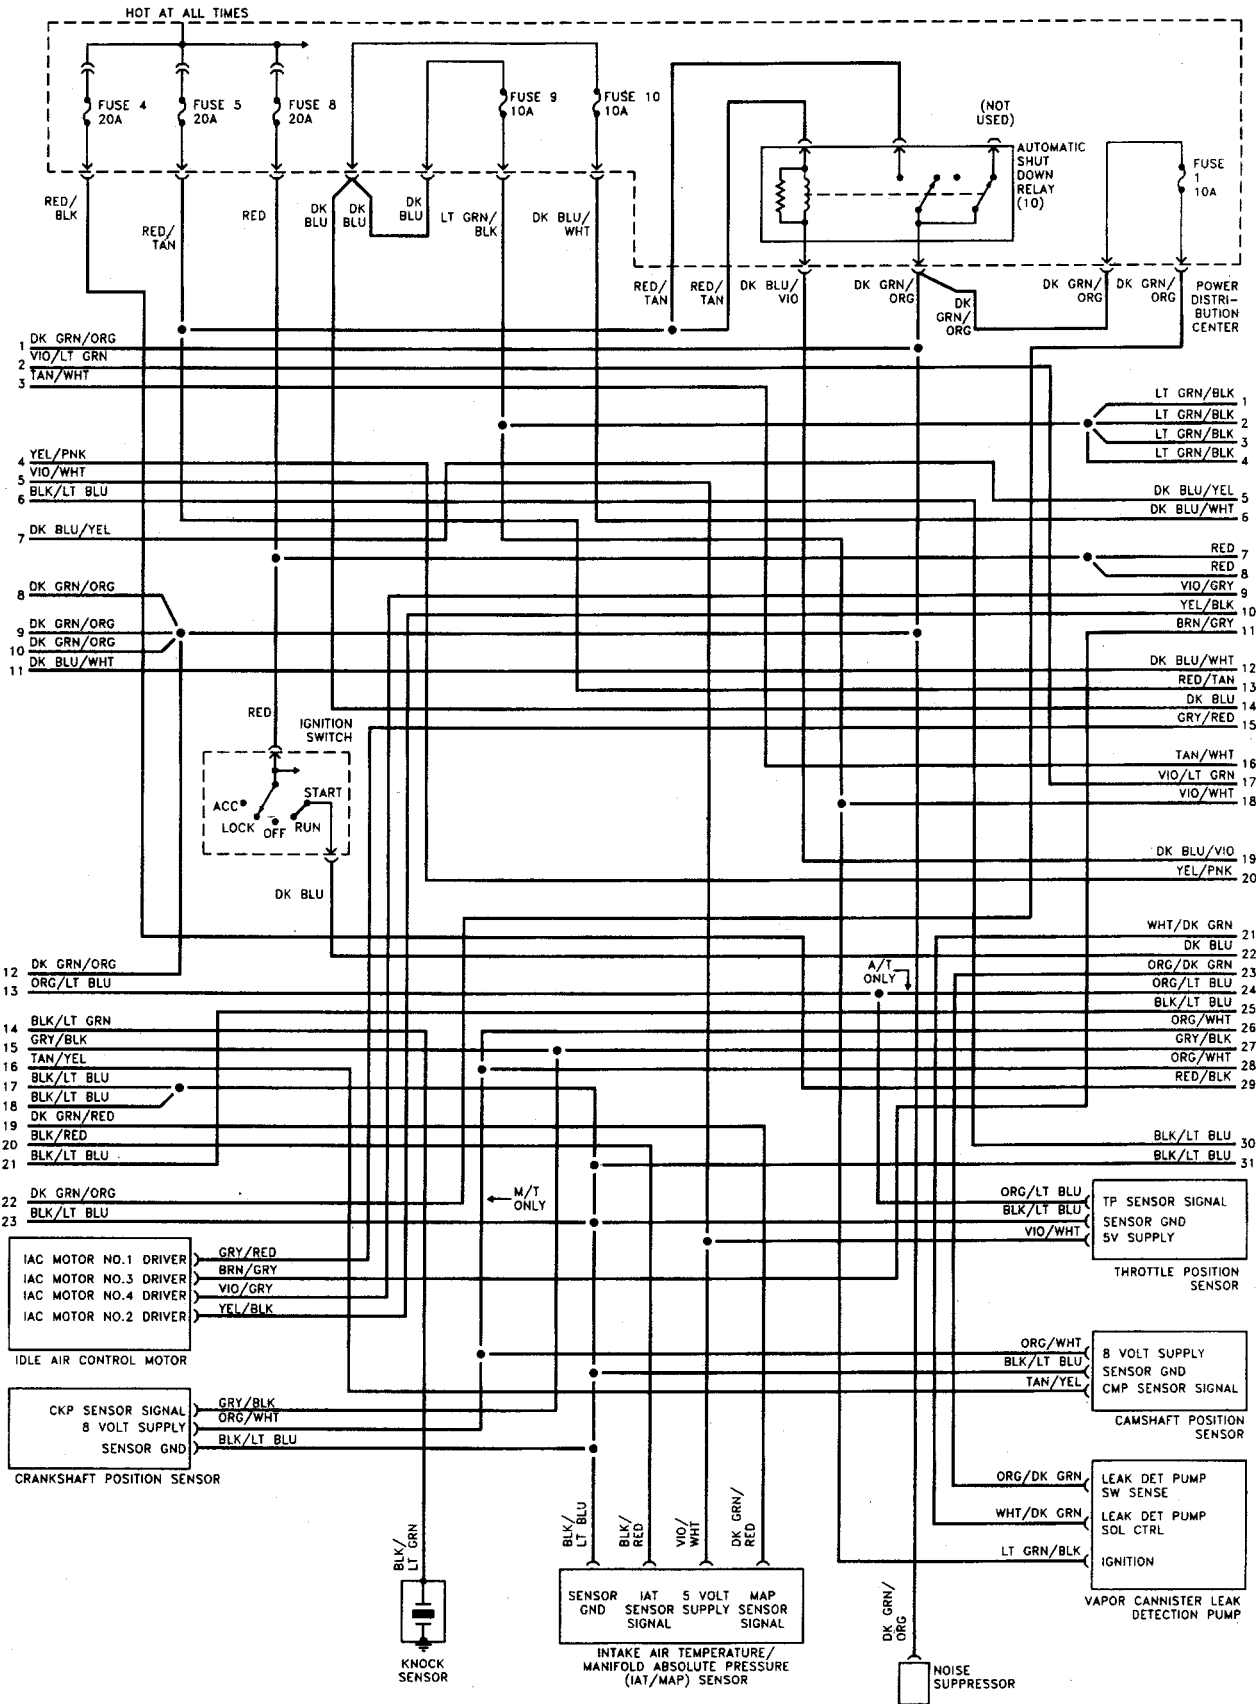 HOT AT ALL TIMES
FUSE 4
20A
FUSE 5
20A
FUSE 8
20A
FUSE 9
10A
FUSE 10
10A
(NOT
USED)
AUTOMATIC
SHUT
DOWN
RELAY
(10)
FUSE
1
10A
RED/
BLK
RED/
TAN
RED
DK
BLU
DK
BLU
DK
BLU
LT GRN/
BLK
DK BLU/
WHT
RED/
TAN
RED/
TAN
DK BLU/
VIO
DK GRN/
ORG
DK
GRN/
ORG
DK GRN/
ORG
DK GRN/
ORG
POWER
DISTRI-
BUTION
CENTER
1 DK GRN/ORG
2 VIO/LT GRN
3 TAN/WHT
4 YEL/PNK
5 VIO/WHT
6 BLK/LT BLU
7 DK BLU/YEL
8 DK GRN/ORG
9 DK GRN/ORG
10 DK GRN/ORG
11 DK BLU/WHT
LT GRN/BLK 1
LT GRN/BLK 2
LT GRN/BLK 3
LT GRN/BLK 4
DK BLU/YEL 5
DK BLU/WHT 6
RED 7
RED 8
VIO/GRY 9
YEL/BLK 10
BRN/GRY 11
DK BLU/WHT 12
RED/TAN 13
DK BLU 14
GRY/RED 15
TAN/WHT 16
VIO/LT GRN 17
VIO/WHT 18
DK BLU/VIO 19
YEL/PNK 20
WHT/DK GRN 21
DK BLU 22
ORG/DK GRN 23
ORG/LT BLU 24
BLK/LT BLU 25
ORG/WHT 26
GRY/BLK 27
ORG/WHT 28
RED/BLK 29
BLK/LT BLU 30
BLK/LT BLU 31
RED
IGNITION
SWITCH
ACC
LOCK
OFF
RUN
START
DK BLU
A/T
ONLY
12 DK GRN/ORG
13 ORG/LT BLU
14 BLK/LT GRN
15 GRY/BLK
16 TAN/YEL
17 BLK/LT BLU
18 BLK/LT BLU
19 DK GRN/RED
20 BLK/RED
21 BLK/LT BLU
22 DK GRN/ORG
23 BLK/LT BLU
M/T
ONLY
ORG/LT BLU TP SENSOR SIGNAL
BLK/LT BLU SENSOR GND
VIO/WHT 5V SUPPLY
THROTTLE POSITION
SENSOR
IAC MOTOR NO.1 DRIVER GRY/RED
IAC MOTOR NO.3 DRIVER BRN/GRY
IAC MOTOR NO.4 DRIVER VIO/GRY
IAC MOTOR NO.2 DRIVER YEL/BLK
IDLE AIR CONTROL MOTOR
ORG/WHT 8 VOLT SUPPLY
BLK/LT BLU SENSOR GND
TAN/YEL CMP SENSOR SIGNAL
CAMSHAFT POSITION
SENSOR
CKP SENSOR SIGNAL GRY/BLK
8 VOLT SUPPLY ORG/WHT
SENSOR GND BLK/LT BLU
CRANKSHAFT POSITION SENSOR
ORG/DK GRN LEAK DET PUMP
SW SENSE
WHT/DK GRN LEAK DET PUMP
SOL CTRL
LT GRN/BLK IGNITION
VAPOR CANNISTER LEAK
DETECTION PUMP
BLK/
LT GRN
BLK/
LT BLU
BLK/
RED
VIO/
WHT
DK GRN/
RED
DK GRN/
ORG
SENSOR
GND
IAT
SENSOR
SIGNAL
5 VOLT
SUPPLY
MAP
SENSOR
SIGNAL
INTAKE AIR TEMPERATURE/
MANIFOLD ABSOLUTE PRESSURE
(IAT/MAP) SENSOR
KNOCK
SENSOR
NOISE
SUPPRESSOR